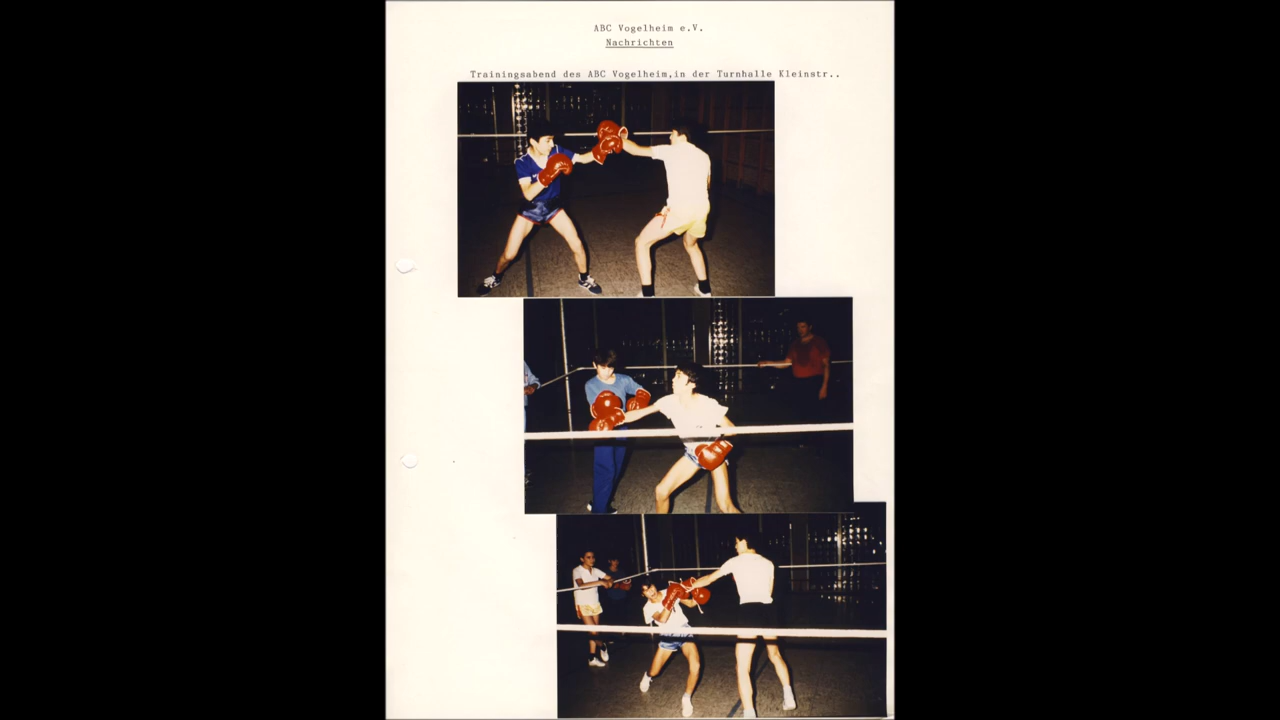 ABC Vogelheim e.V.
Nachrichten
Trainingsabend des ABC Vogelheim,in der Turnhalle Kleinstr..